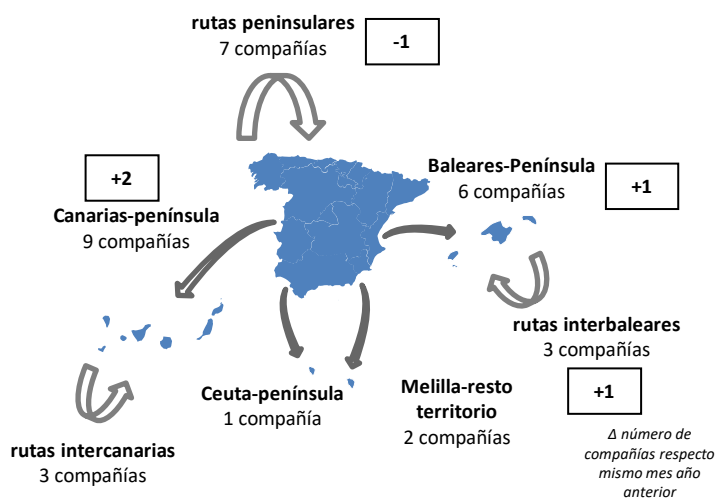 rutas peninsulares
7 compañías
-1
+2
Canarias-península
9 compañías
Baleares-Península
6 compañías
+1
rutas interbaleares
3 compañías
+1
Ceuta-península
1 compañía
Melilla-resto
territorio
2 compañías
rutas intercanarias
3 compañías
Δ número de
compañías respecto
mismo mes año
anterior